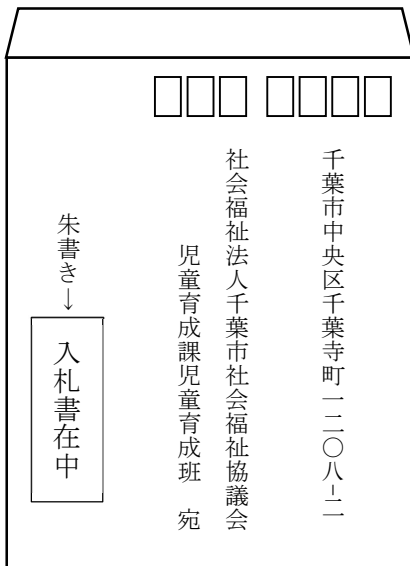 千葉市中央区千葉寺町一二〇八-二
社会福祉法人千葉市社会福祉協議会
児童育成課児童育成班　宛
朱書き→
入札書在中